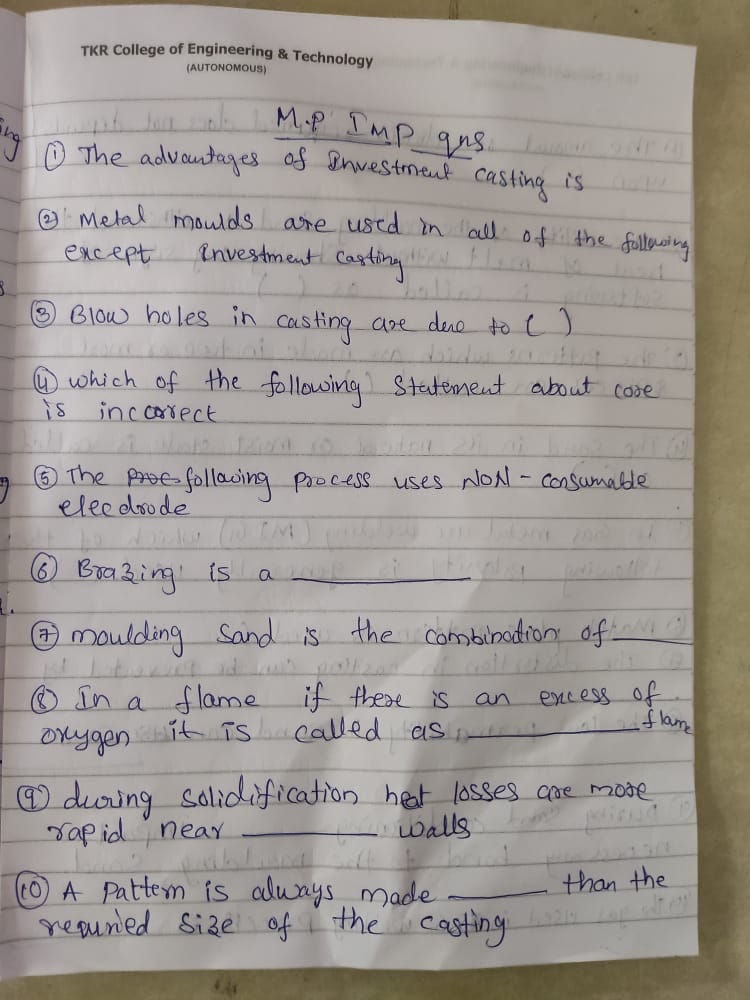 TKR College of Engineering & Technology
(AUTONOMOUS)
M.P IMP qns
① The advantages of Investment casting is
② Metal moulds are used in all of the following
except investment casting
③ Blow holes in casting are due to ( )
④ which of the following Statement about core
is incorrect
⑤ The following process uses NON - consumable
elecdrode
⑥ Brazing is a ________
⑦ moulding Sand is the combination of ____
⑧ In a flame if there is an excess of
oxygen it is called as ________ flame
⑨ during solidification heat losses are more
rapid near ________ walls
⑩ A Pattern is always made ______ than the
requried size of the casting